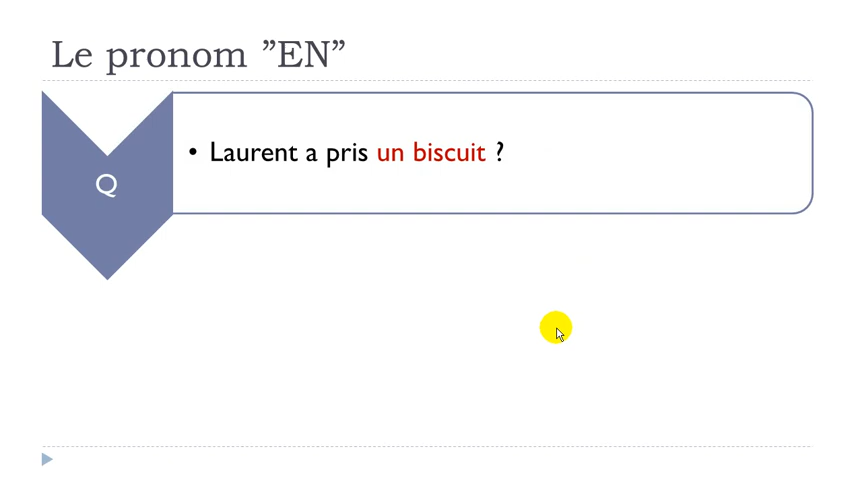 Le pronom ”EN”
• Laurent a pris un biscuit ?
Q